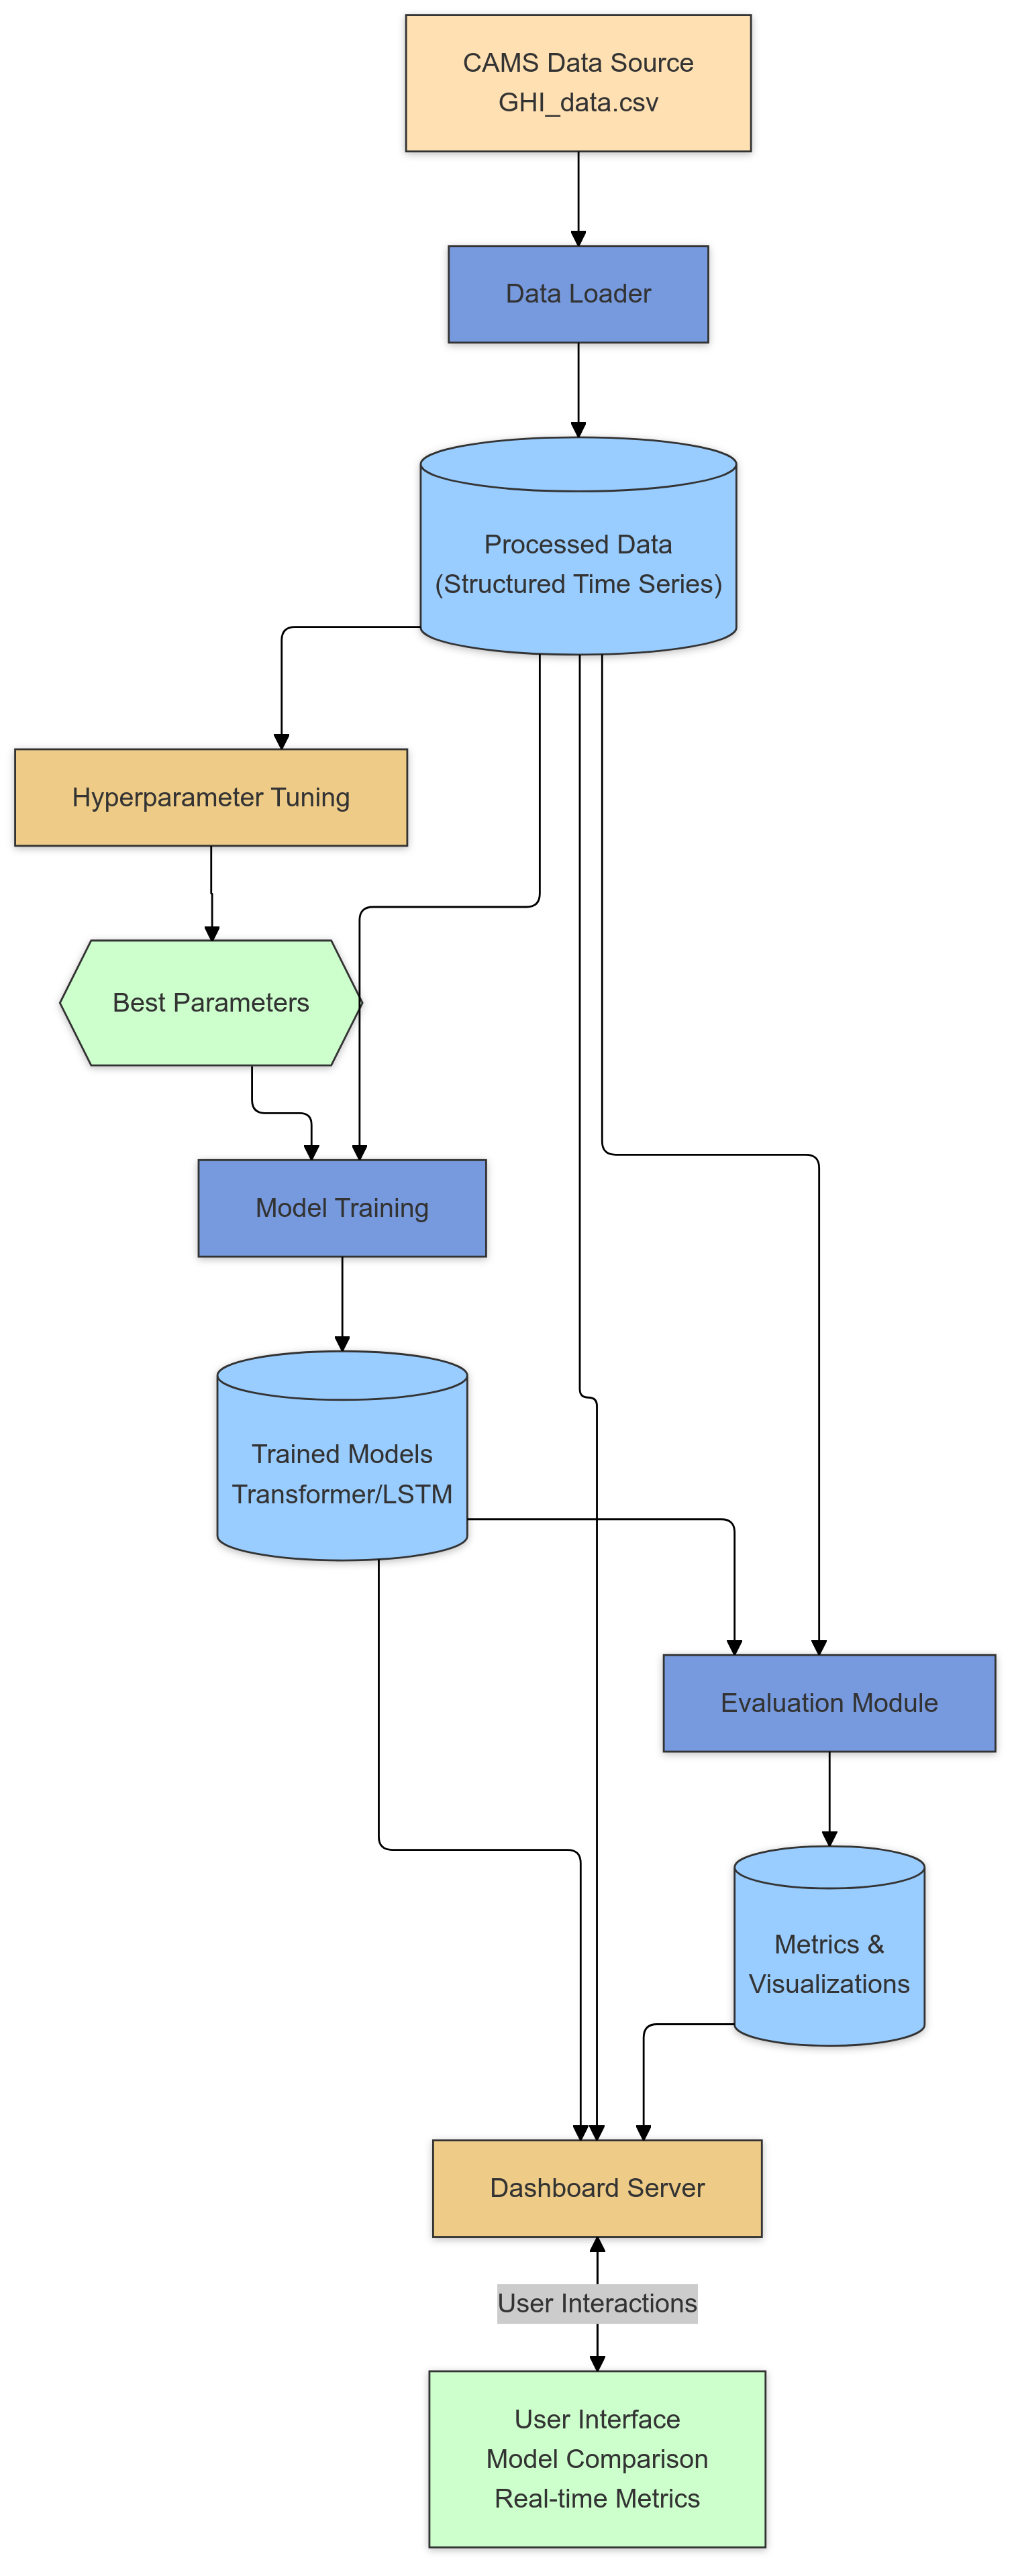 CAMS Data Source
GHI_data.csv
Data Loader
Processed Data
(Structured Time Series)
Hyperparameter Tuning
Best Parameters
Model Training
Trained Models
Transformer/LSTM
Evaluation Module
Metrics &
Visualizations
Dashboard Server
User Interactions
User Interface
Model Comparison
Real-time Metrics